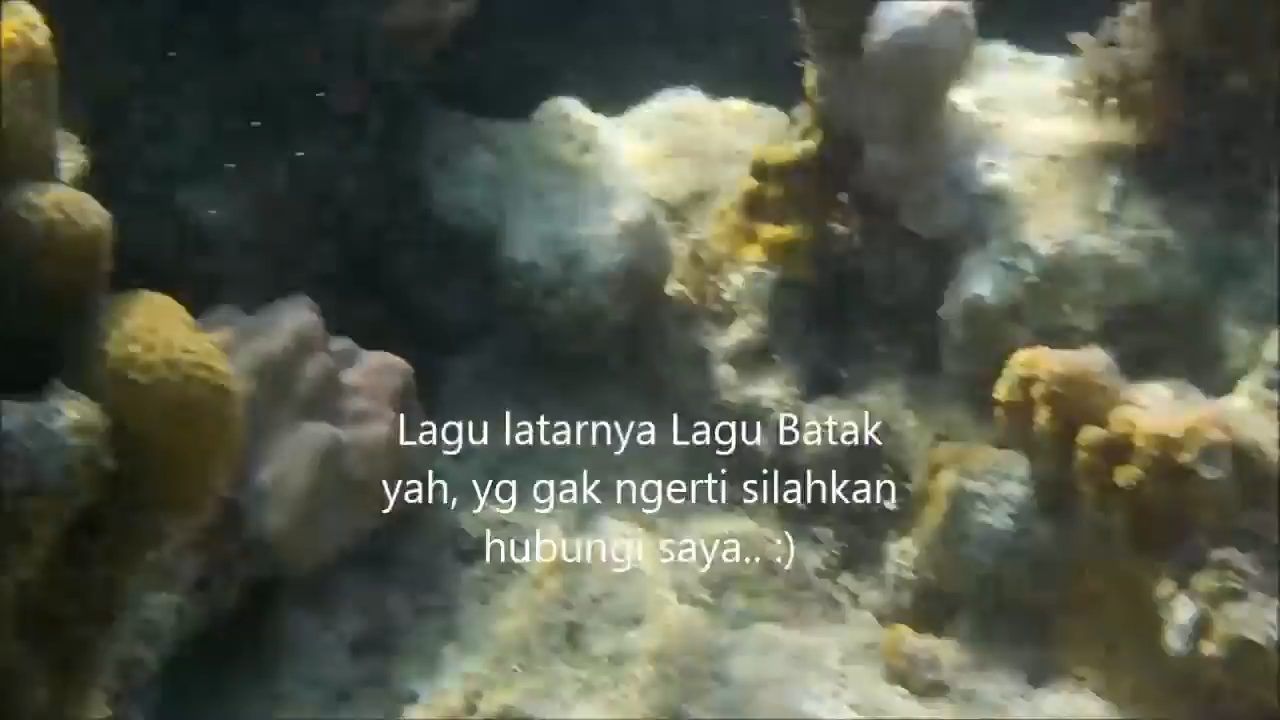 Lagu latarnya Lagu Batak
yah, yg gak ngerti silahkan
hubungi saya.. :)